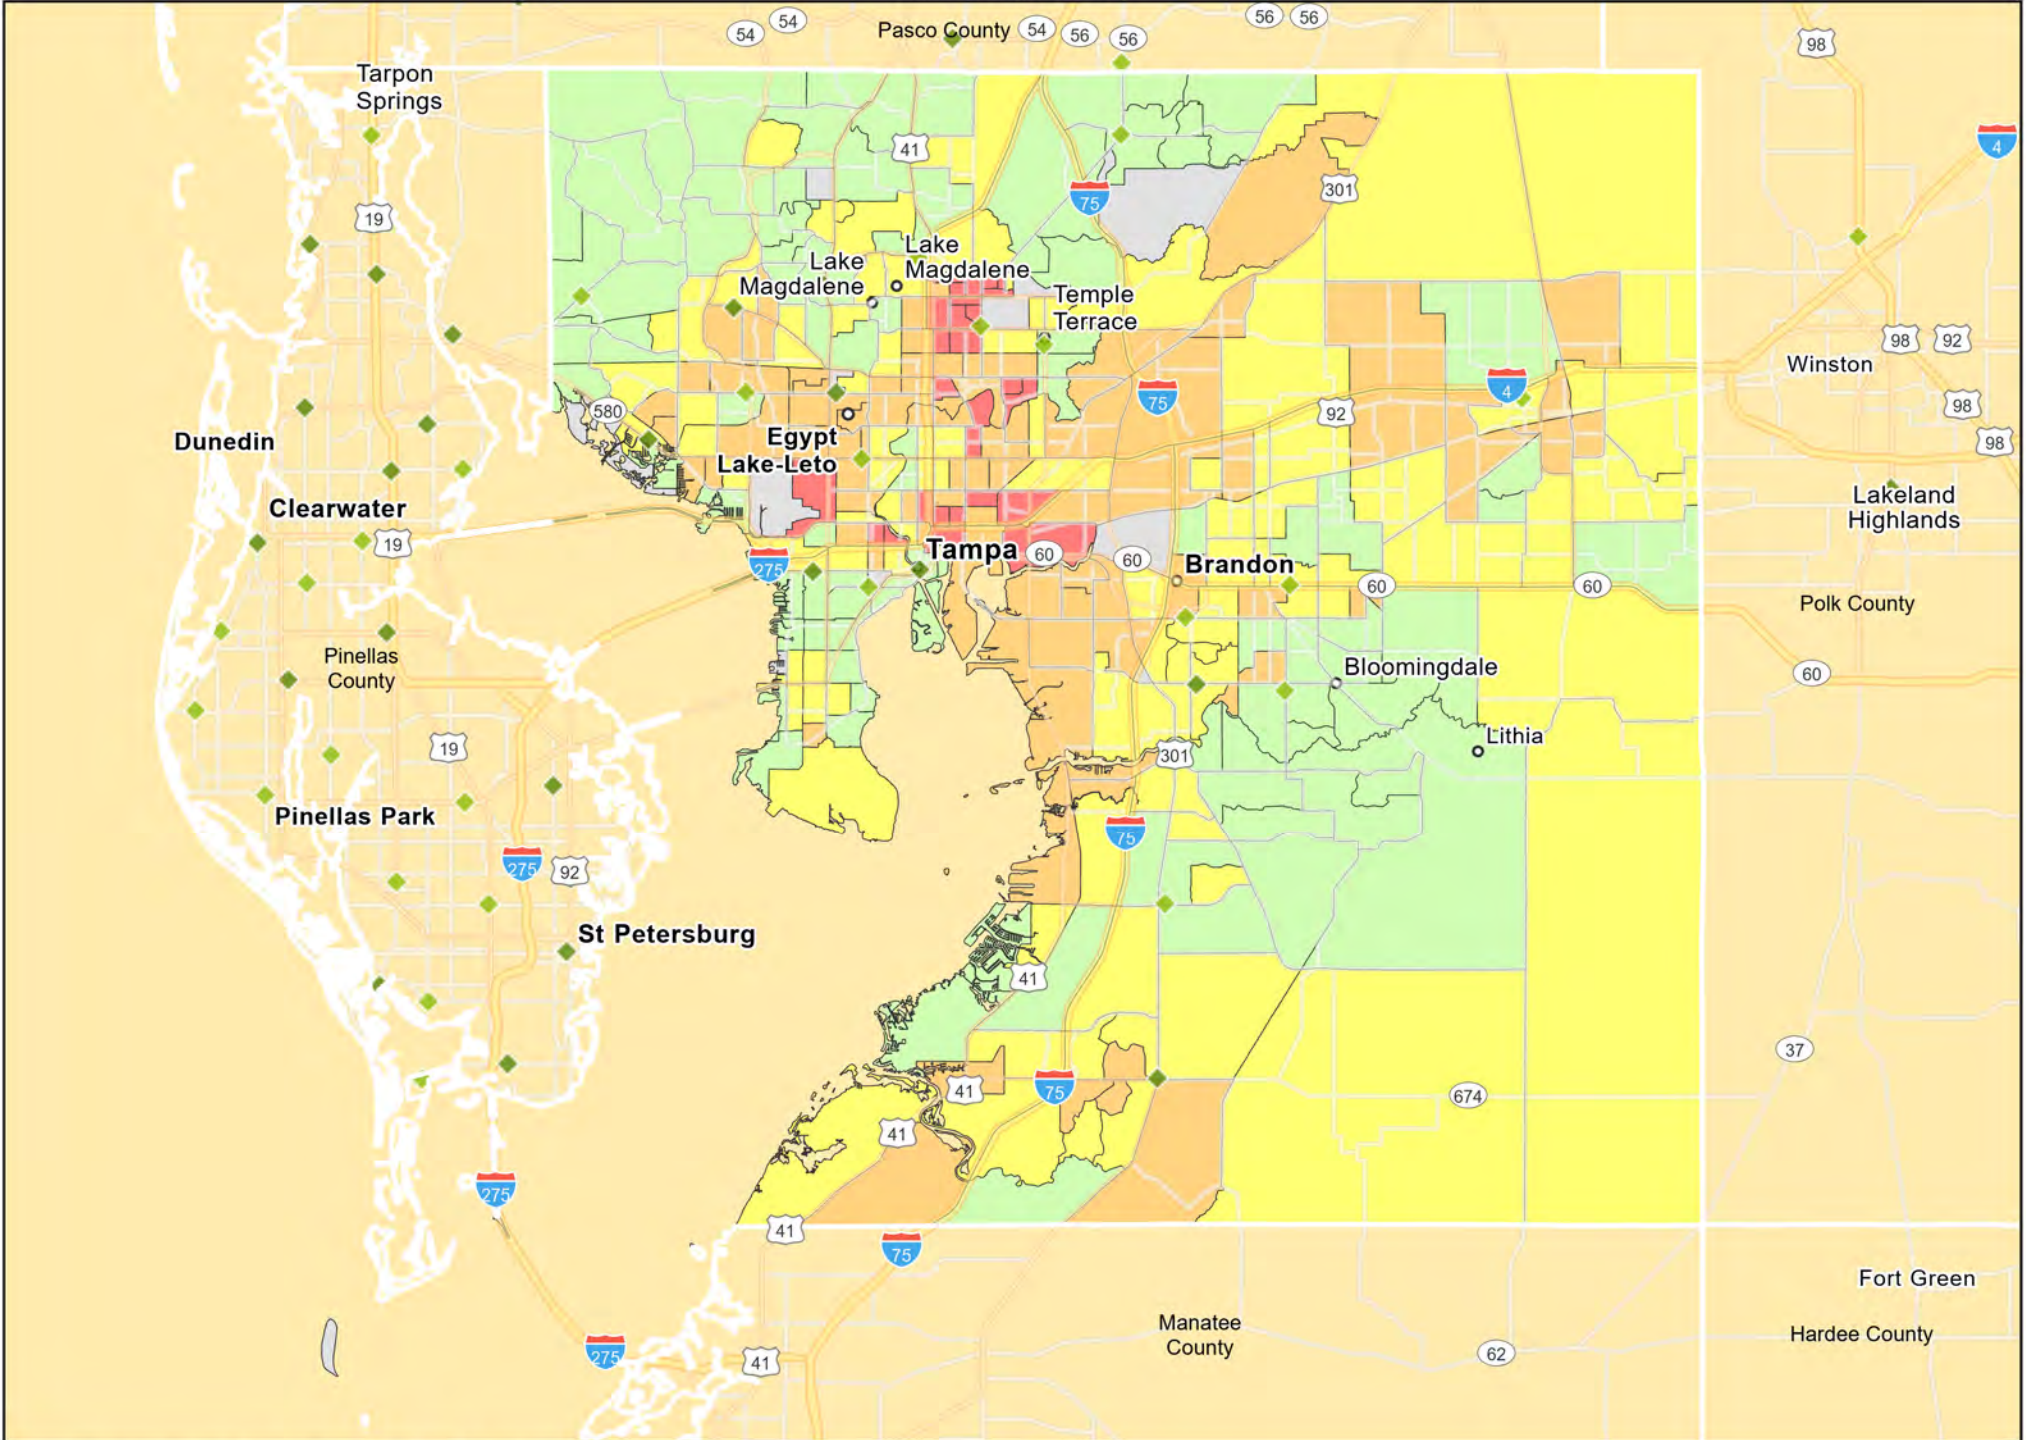 54
54
Pasco County
54
56
56
56
56
98
Tarpon
Springs
4
41
19
75
301
Lake
Magdalene
Lake
Magdalene
Temple
Terrace
98
92
Winston
580
75
4
92
98
Dunedin
Egypt
Lake-Leto
98
Clearwater
19
Lakeland
Highlands
275
Tampa
60
60
Brandon
60
60
Polk County
Pinellas
County
Bloomingdale
60
19
301
Lithia
Pinellas Park
75
275
92
St Petersburg
41
37
41
75
674
41
275
41
75
Fort Green
Manatee
County
Hardee County
275
41
62